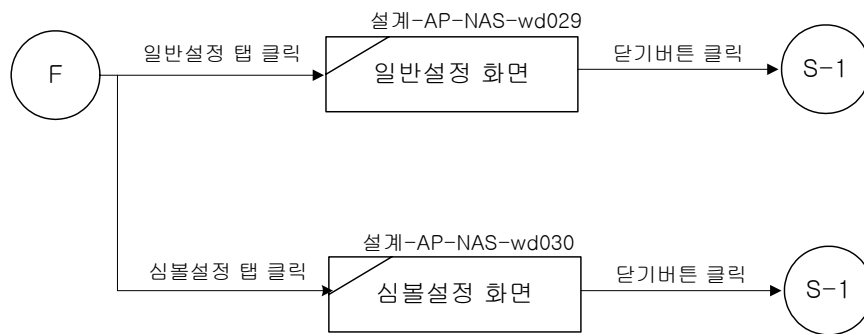 설계-AP-NAS-wd029
F
일반설정 탭 클릭
일반설정 화면
닫기버튼 클릭
S-1
설계-AP-NAS-wd030
심볼설정 탭 클릭
심볼설정 화면
닫기버튼 클릭
S-1